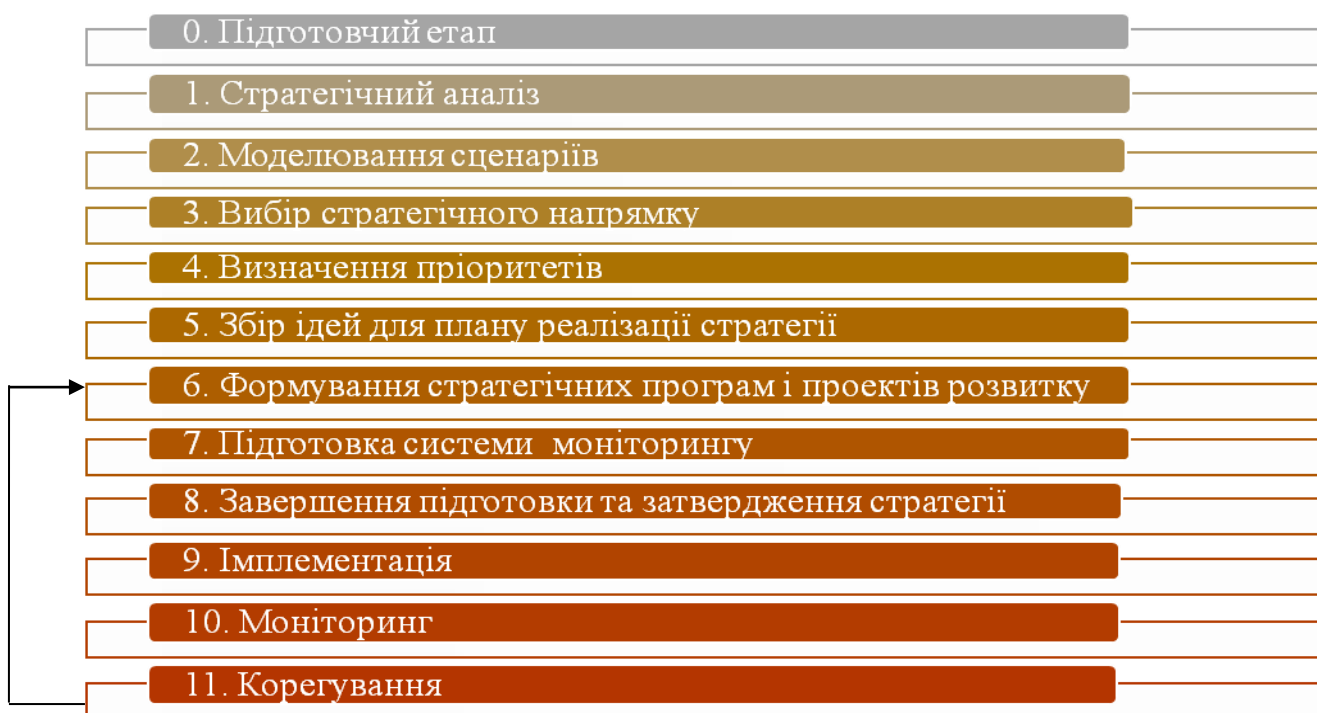 0. Підготовчий етап
1. Стратегічний аналіз
2. Моделювання сценаріїв
3. Вибір стратегічного напрямку
4. Визначення пріоритетів
5. Збір ідей для плану реалізації стратегії
6. Формування стратегічних програм і проектів розвитку
7. Підготовка системи  моніторингу
8. Завершення підготовки та затвердження стратегії
9. Імплементація
10. Моніторинг
11. Корегування